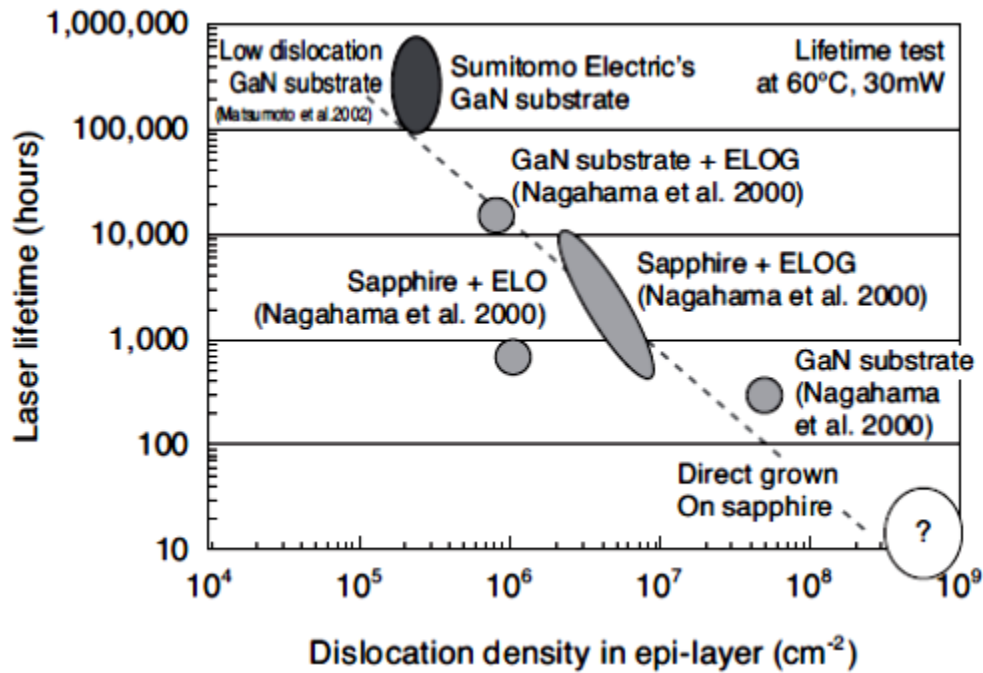 1,000,000
100,000
10,000
1,000
100
10
Laser lifetime (hours)
Low dislocation
GaN substrate
(Matsumoto et al.2002)
Sumitomo Electric's
GaN substrate
Lifetime test
at 60°C, 30mW
GaN substrate + ELOG
(Nagahama et al. 2000)
Sapphire + ELO
(Nagahama et al. 2000)
Sapphire + ELOG
(Nagahama et al. 2000)
GaN substrate
(Nagahama
et al. 2000)
Direct grown
On sapphire
?
10⁴ 10⁵ 10⁶ 10⁷ 10⁸ 10⁹
Dislocation density in epi-layer (cm⁻²)